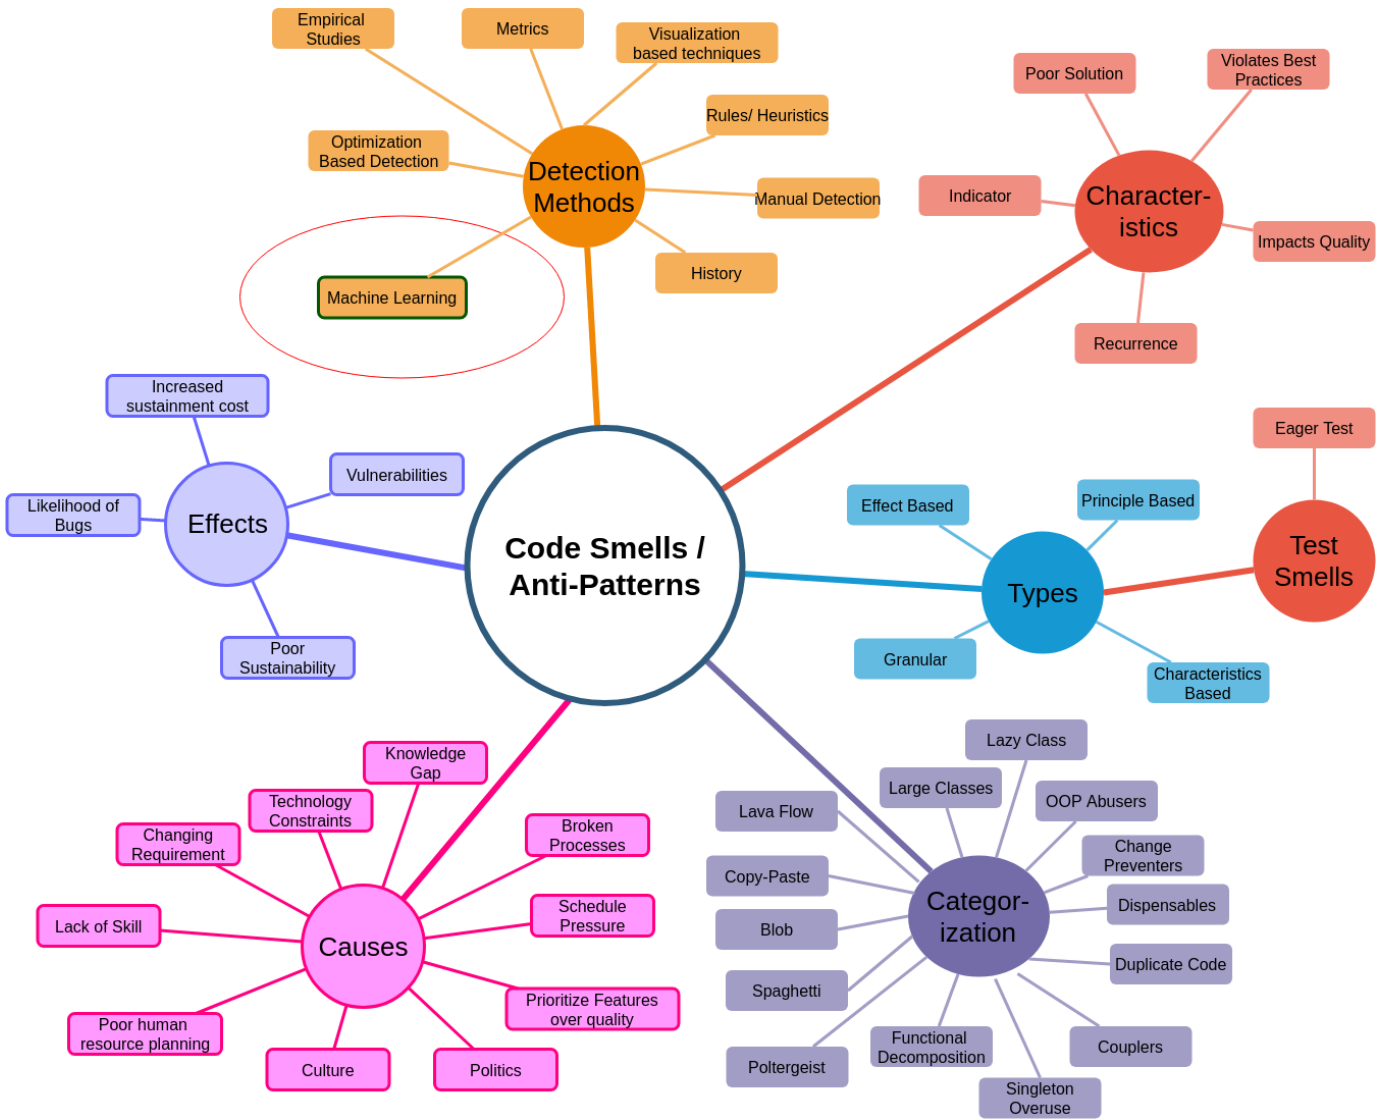 Empirical
Studies
Metrics
Visualization
based techniques
Rules/ Heuristics
Optimization
Based Detection
Detection
Methods
Manual Detection
History
Machine Learning
Poor Solution
Violates Best
Practices
Indicator
Character-
istics
Impacts Quality
Recurrence
Increased
sustainment cost
Vulnerabilities
Likelihood of
Bugs
Effects
Poor
Sustainability
Code Smells /
Anti-Patterns
Eager Test
Effect Based
Principle Based
Test
Smells
Types
Granular
Characteristics
Based
Knowledge
Gap
Technology
Constraints
Changing
Requirement
Broken
Processes
Lack of Skill
Schedule
Pressure
Causes
Prioritize Features
over quality
Poor human
resource planning
Culture
Politics
Lazy Class
Large Classes
OOP Abusers
Lava Flow
Change
Preventers
Copy-Paste
Dispensables
Categor-
ization
Blob
Duplicate Code
Spaghetti
Functional
Decomposition
Couplers
Poltergeist
Singleton
Overuse